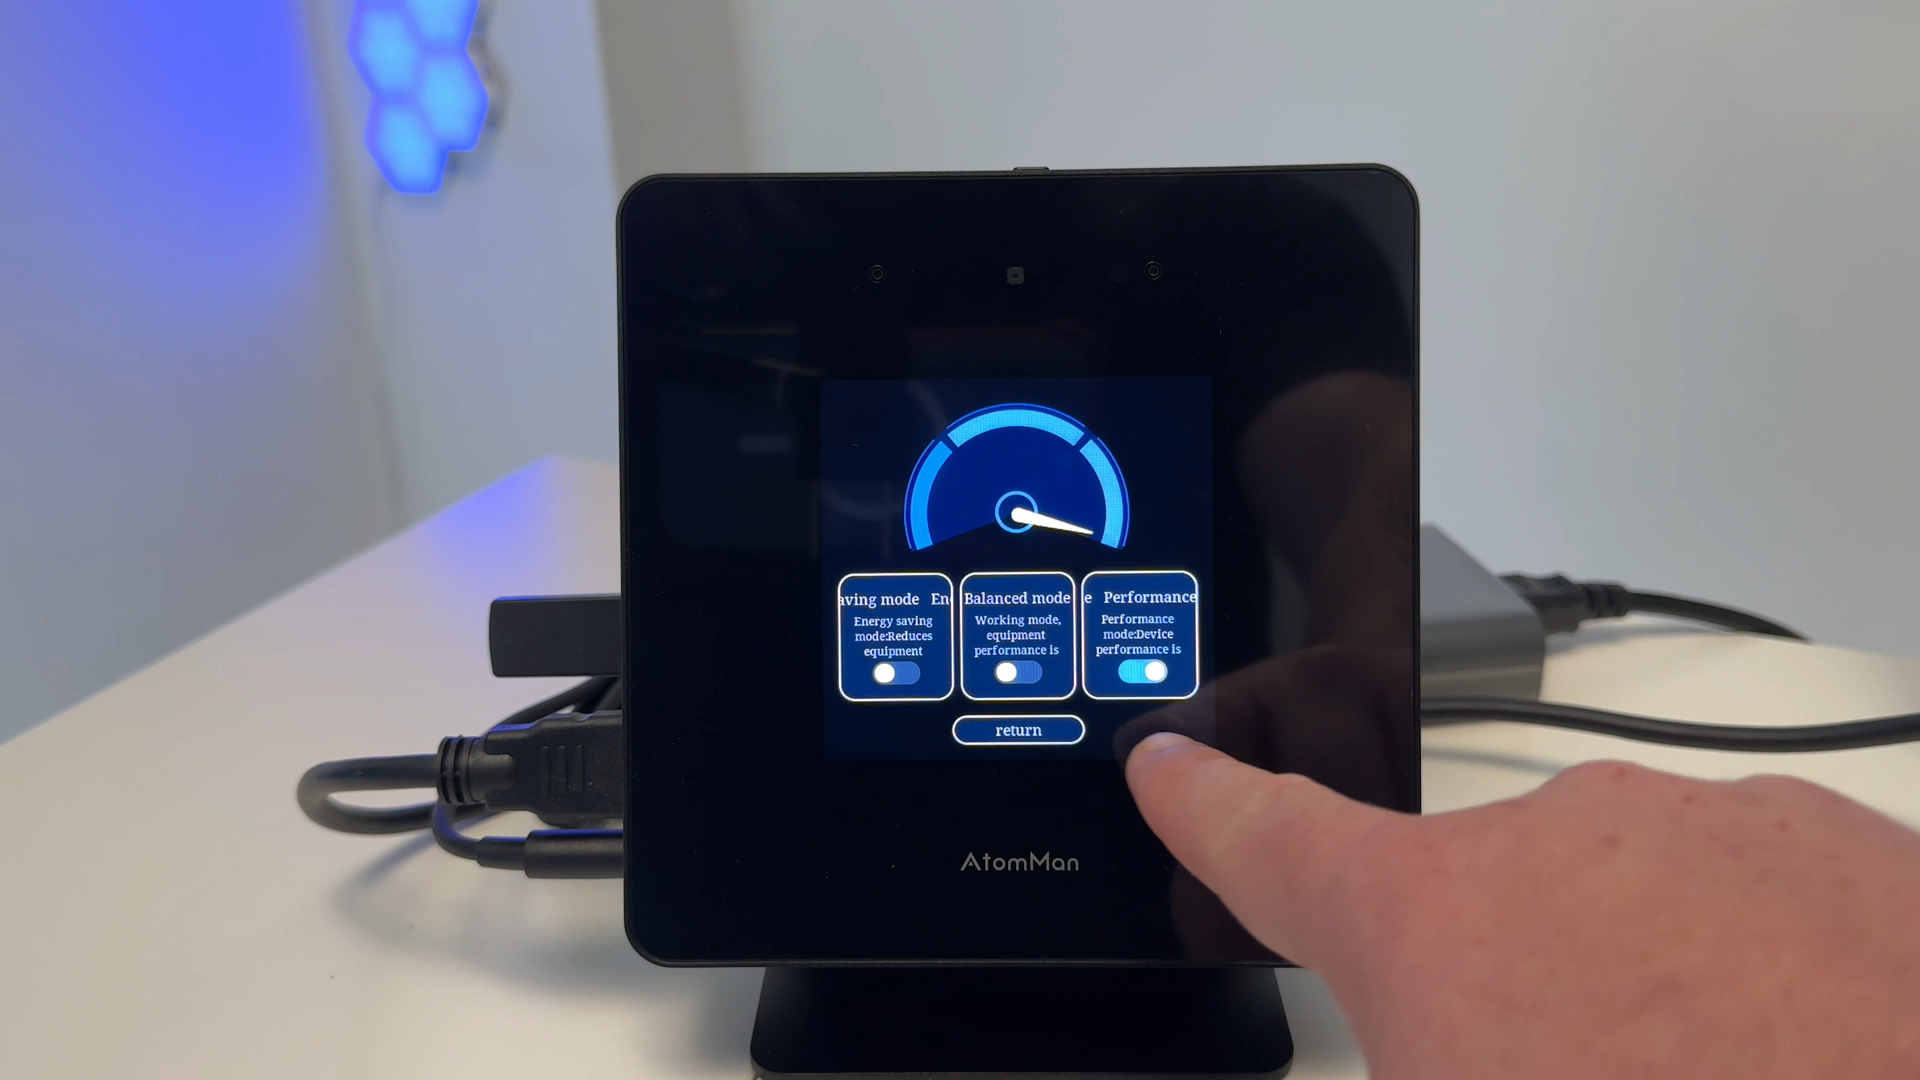 aving mode En
Energy saving
mode:Reduces
equipment
Balanced mode
Working mode,
equipment
performance is
e Performance
Performance
mode:Device
performance is
return
AtomMan